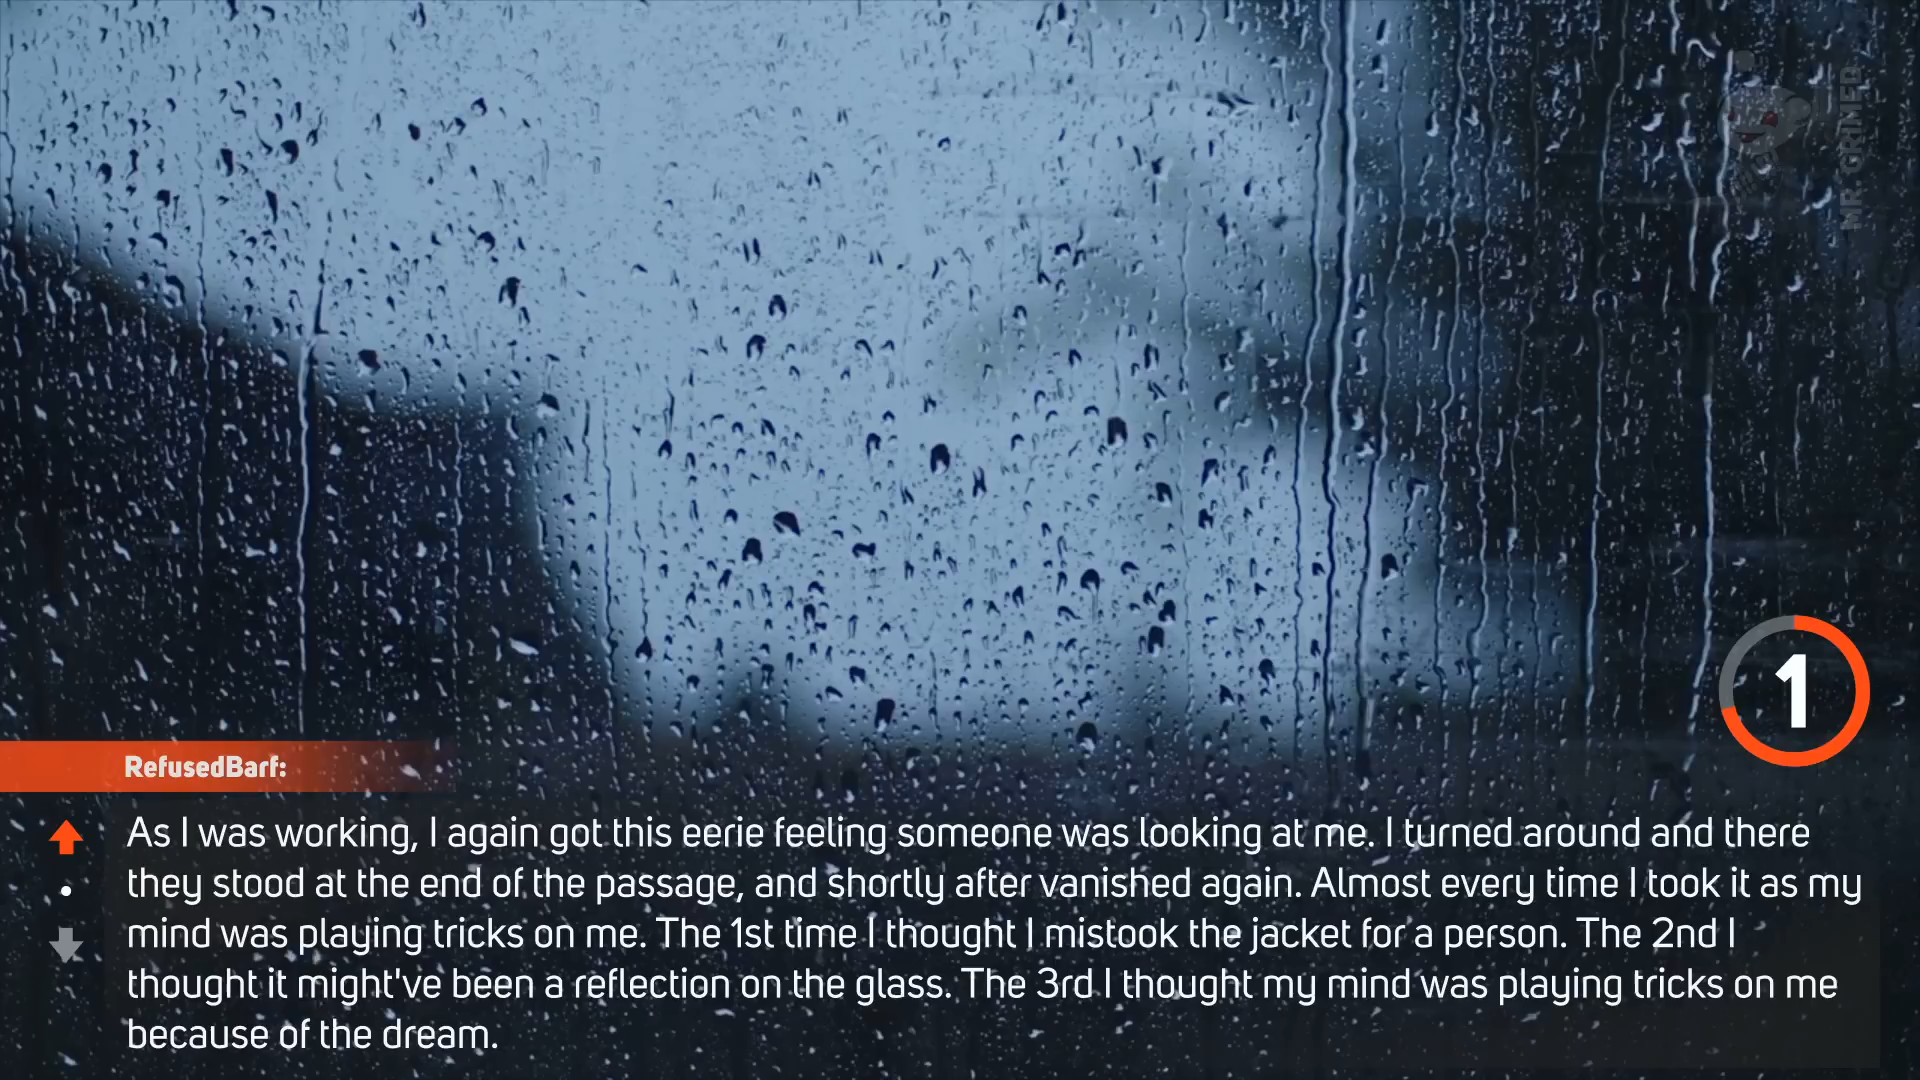 MR.GRIMED
1
RefusedBarf:
As I was working, I again got this eerie feeling someone was looking at me. I turned around and there
they stood at the end of the passage, and shortly after vanished again. Almost every time I took it as my
mind was playing tricks on me. The 1st time I thought I mistook the jacket for a person. The 2nd I
thought it might've been a reflection on the glass. The 3rd I thought my mind was playing tricks on me
because of the dream.